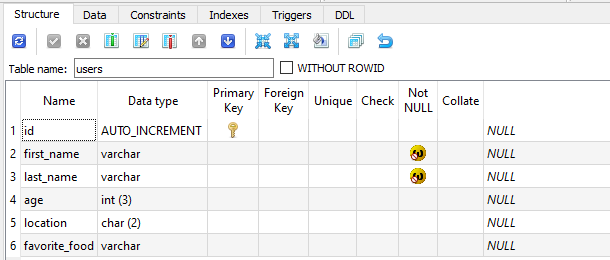 Structure Data Constraints Indexes Triggers DDL
Table name: users WITHOUT ROWID
Name Data type Primary Key Foreign Key Unique Check Not NULL Collate
1 id AUTO_INCREMENT NULL
2 first_name varchar NULL
3 last_name varchar NULL
4 age int (3) NULL
5 location char (2) NULL
6 favorite_food varchar NULL